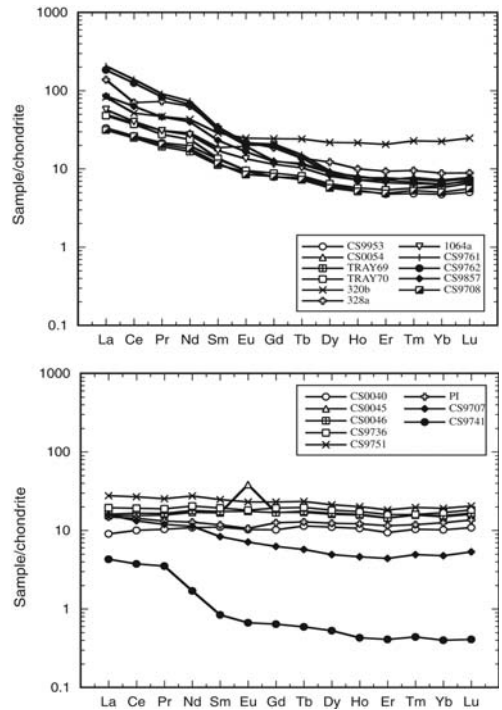 1000
100
10
1
0.1
Sample/chondrite
CS9953 1064a
CS0054 CS9761
TRAY69 CS9762
TRAY70 CS9857
320b CS9708
328a
La Ce Pr Nd Sm Eu Gd Tb Dy Ho Er Tm Yb Lu
1000
100
10
1
0.1
Sample/chondrite
CS0040 PI
CS0045 CS9707
CS0046 CS9741
CS9736
CS9751
La Ce Pr Nd Sm Eu Gd Tb Dy Ho Er Tm Yb Lu